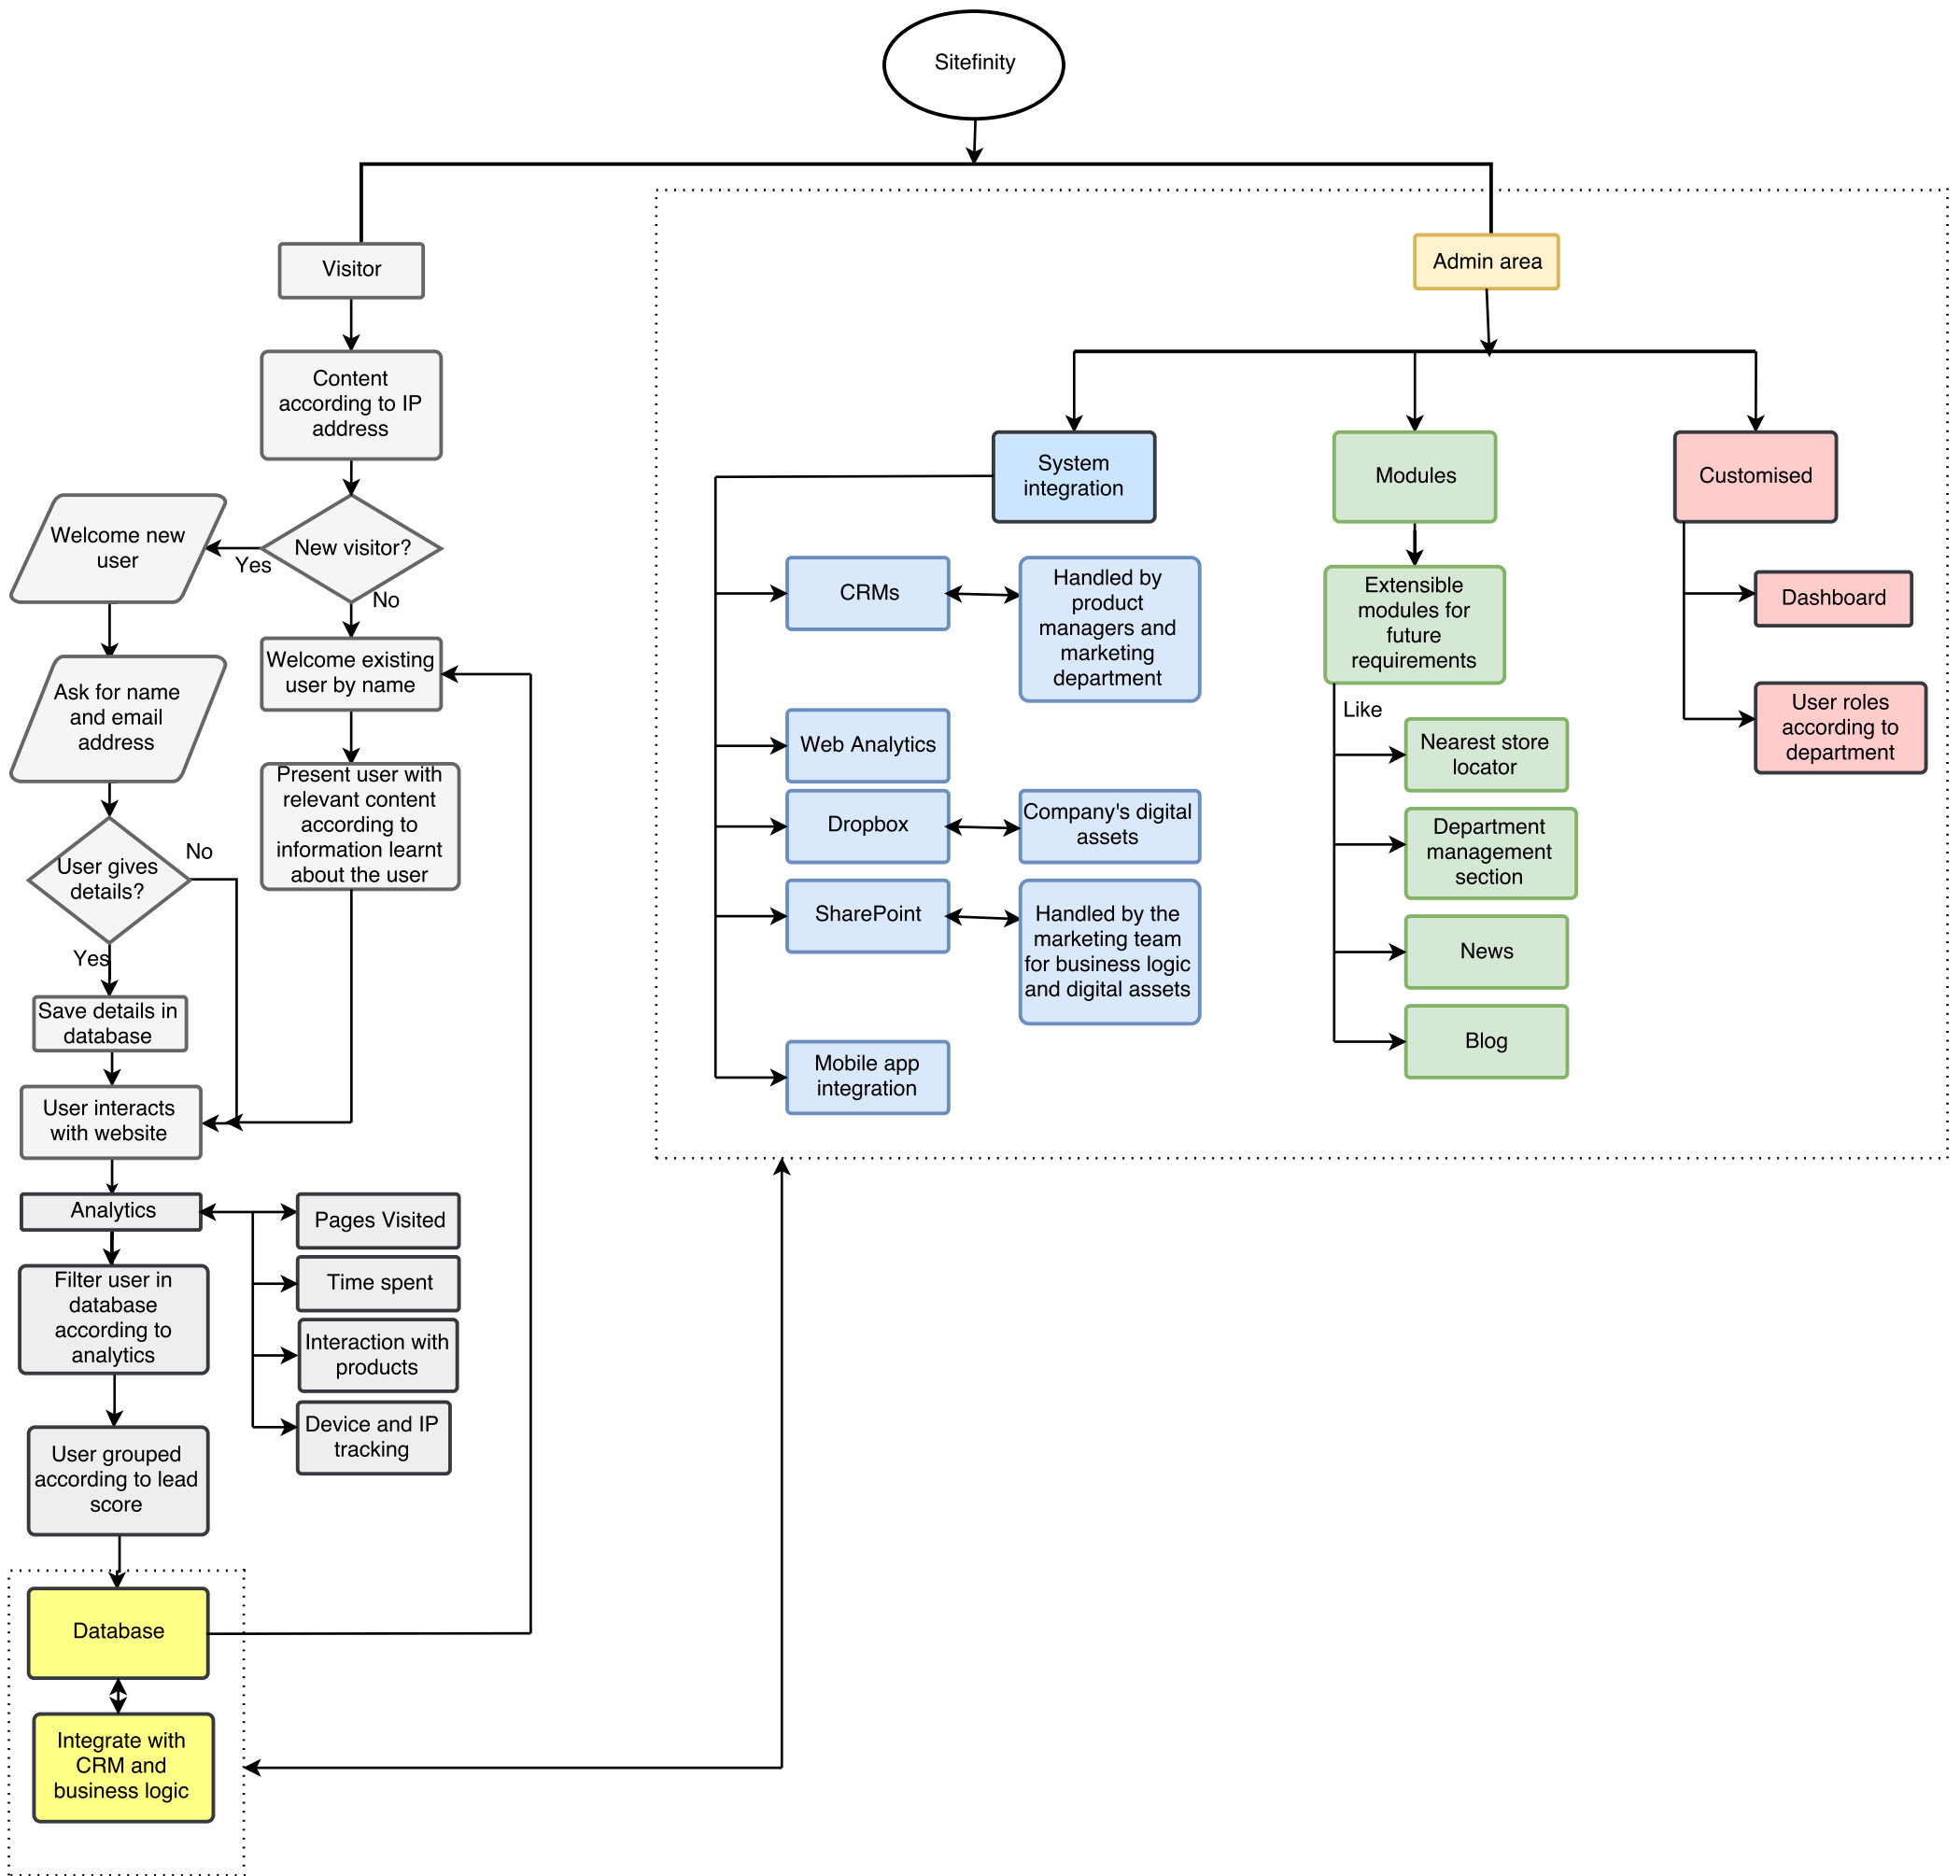 Sitefinity
Visitor
Content
according to IP
address
New visitor?
Yes
No
Welcome new
user
Ask for name
and email
address
User gives
details?
No
Yes
Save details in
database
Welcome existing
user by name
Present user with
relevant content
according to
information learnt
about the user
User interacts
with website
Analytics
Pages Visited
Time spent
Interaction with
products
Device and IP
tracking
Filter user in
database
according to
analytics
User grouped
according to lead
score
Database
Integrate with
CRM and
business logic
Admin area
System
integration
CRMs
Handled by
product
managers and
marketing
department
Web Analytics
Dropbox
Company's digital
assets
SharePoint
Handled by the
marketing team
for business logic
and digital assets
Mobile app
integration
Modules
Extensible
modules for
future
requirements
Like
Nearest store
locator
Department
management
section
News
Blog
Customised
Dashboard
User roles
according to
department